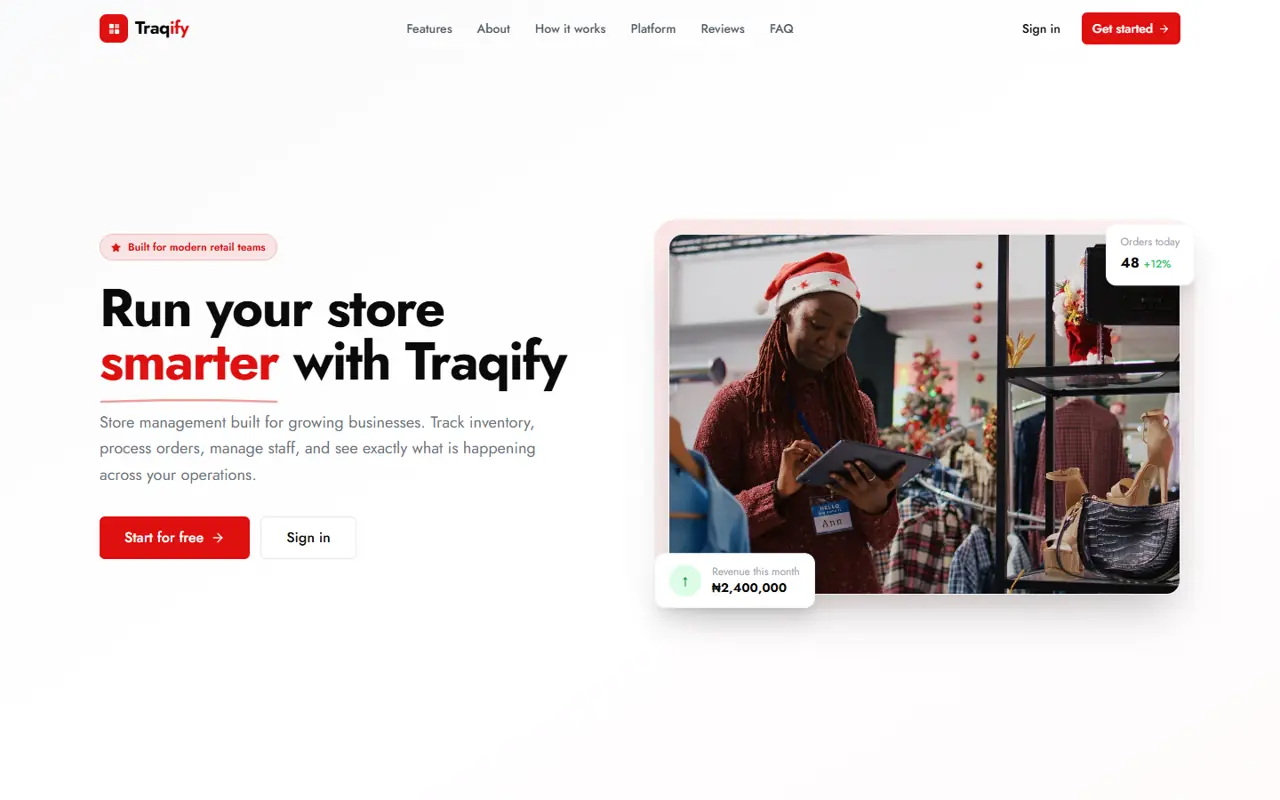 Traqify
Features
About
How it works
Platform
Reviews
FAQ
Sign in
Get started →
Built for modern retail teams
Run your store
smarter with Traqify
Store management built for growing businesses. Track inventory,
process orders, manage staff, and see exactly what is happening
across your operations.
Start for free →
Sign in
Orders today
48 +12%
HELLO
Ann
↑
Revenue this month
₦2,400,000